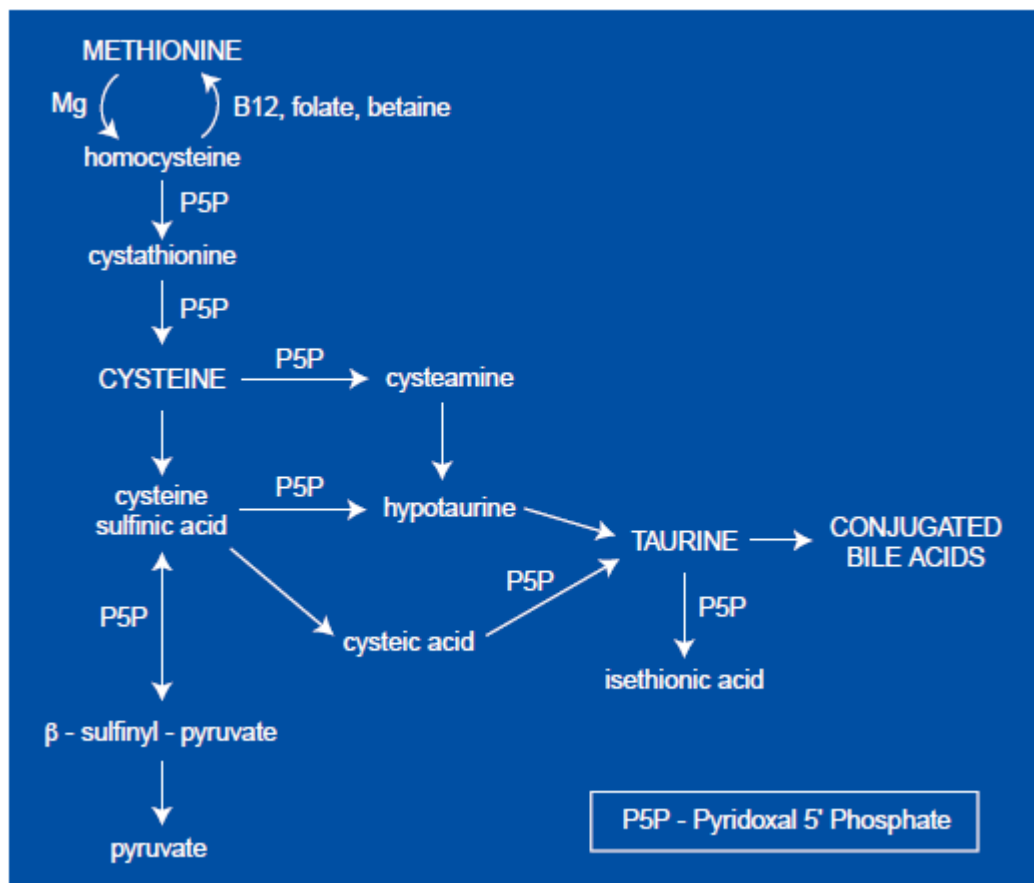 METHIONINE
Mg
B12, folate, betaine
homocysteine
P5P
cystathionine
P5P
CYSTEINE
P5P
cysteamine
cysteine
sulfinic acid
P5P
hypotaurine
TAURINE
CONJUGATED
BILE ACIDS
P5P
P5P
P5P
cysteic acid
isethionic acid
β - sulfinyl - pyruvate
pyruvate
P5P - Pyridoxal 5' Phosphate